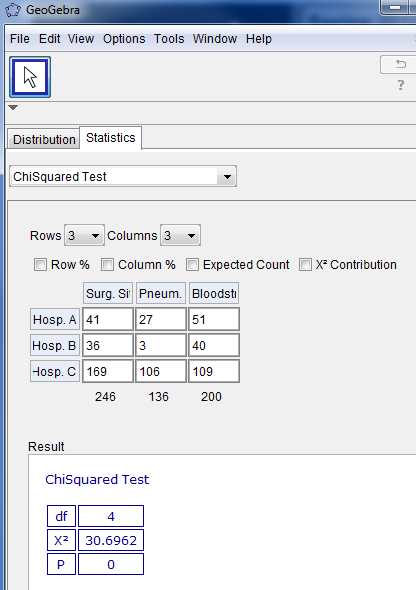 GeoGebra
File Edit View Options Tools Window Help
?
Distribution Statistics
ChiSquared Test
Rows 3 Columns 3
Row % Column % Expected Count Χ² Contribution
Surg. Si Pneum. Bloodst
Hosp. A 41 27 51
Hosp. B 36 3 40
Hosp. C 169 106 109
246 136 200
Result
ChiSquared Test
df 4
Χ² 30.6962
P 0